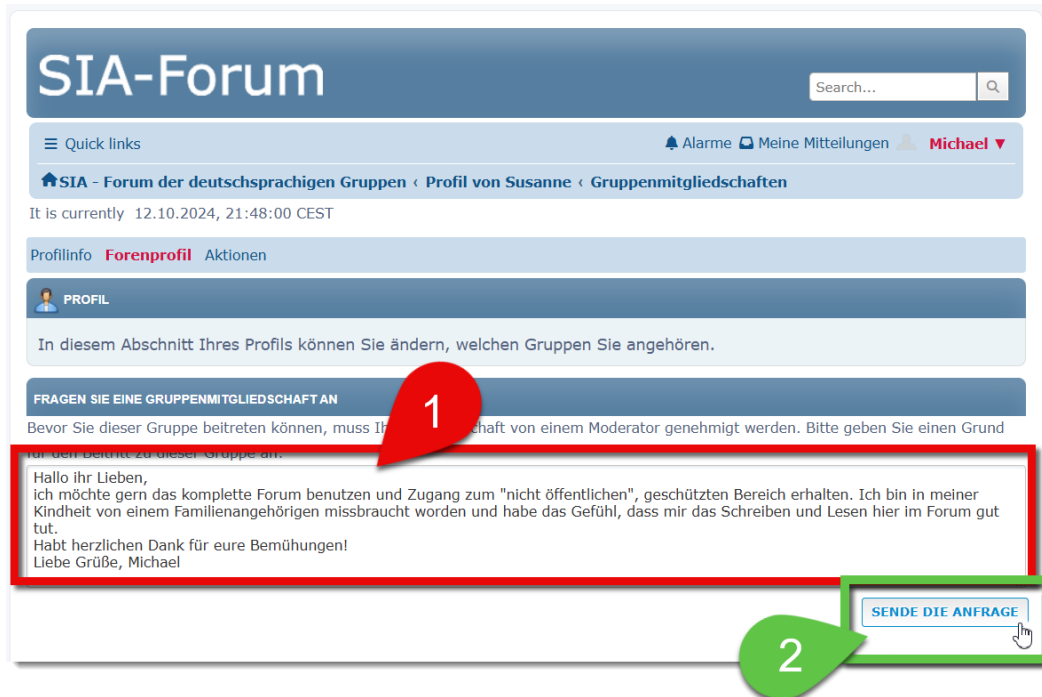 SIA-Forum
Search...
Quick links
Alarme Meine Mitteilungen Michael ▼
SIA - Forum der deutschsprachigen Gruppen ‹ Profil von Susanne ‹ Gruppenmitgliedschaften
It is currently 12.10.2024, 21:48:00 CEST
Profilinfo Forenprofil Aktionen
PROFIL
In diesem Abschnitt Ihres Profils können Sie ändern, welchen Gruppen Sie angehören.
FRAGEN SIE EINE GRUPPENMITGLIEDSCHAFT AN
1
Bevor Sie dieser Gruppe beitreten können, muss von einem Moderator genehmigt werden. Bitte geben Sie einen Grund
für den Beitritt zu dieser Gruppe an:
Hallo ihr Lieben,
ich möchte gern das komplette Forum benutzen und Zugang zum "nicht öffentlichen", geschützten Bereich erhalten. Ich bin in meiner
Kindheit von einem Familienangehörigen missbraucht worden und habe das Gefühl, dass mir das Schreiben und Lesen hier im Forum gut
tut.
Habt herzlichen Dank für eure Bemühungen!
Liebe Grüße, Michael
SENDE DIE ANFRAGE
2